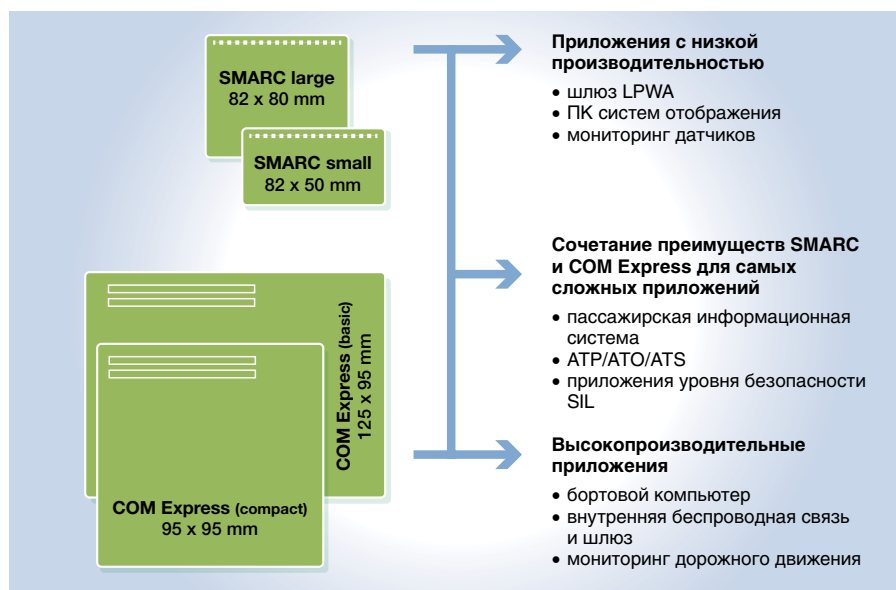 SMARC large
82 x 80 mm
SMARC small
82 x 50 mm
COM Express (basic)
125 x 95 mm
COM Express (compact)
95 x 95 mm
Приложения с низкой
производительностью
• шлюз LPWA
• ПК систем отображения
• мониторинг датчиков
Сочетание преимуществ SMARC
и COM Express для самых
сложных приложений
• пассажирская информационная
система
• ATP/ATO/ATS
• приложения уровня безопасности
SIL
Высокопроизводительные
приложения
• бортовой компьютер
• внутренняя беспроводная связь
и шлюз
• мониторинг дорожного движения